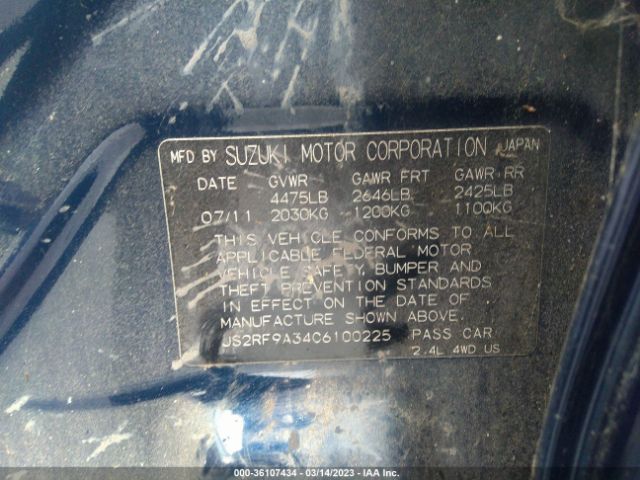 MFD BY SUZUKI MOTOR CORPORATION JAPAN
DATE GVWR GAWR FRT GAWR RR
4475LB 2646LB 2425LB
07/11 2030KG 1200KG 1100KG
THIS VEHICLE CONFORMS TO ALL
APPLICABLE FEDERAL MOTOR
VEHICLE SAFETY, BUMPER AND
THEFT PREVENTION STANDARDS
IN EFFECT ON THE DATE OF
MANUFACTURE SHOWN ABOVE.
JS2RF9A34C6100225 PASS CAR
2.4L 4WD US
000-36107434 - 03/14/2023 - IAA Inc.